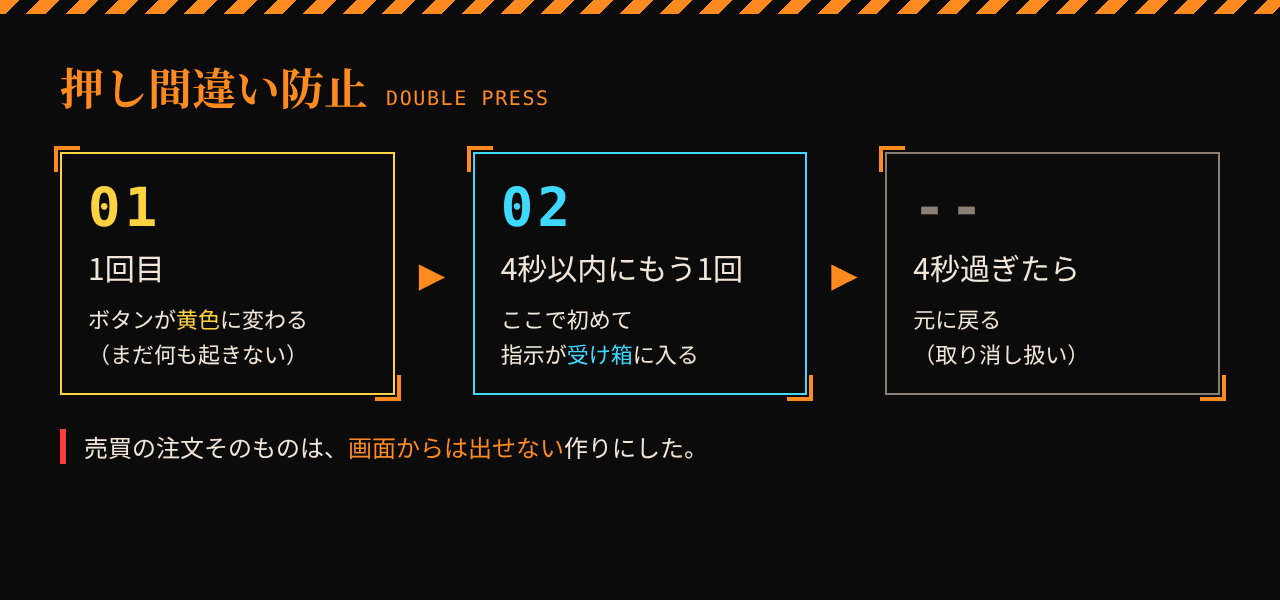 押し間違い防止 DOUBLE PRESS
01
1回目
ボタンが黄色に変わる
（まだ何も起きない）
▶
02
4秒以内にもう1回
ここで初めて
指示が受け箱に入る
▶
--
4秒過ぎたら
元に戻る
（取り消し扱い）
売買の注文そのものは、画面からは出せない作りにした。